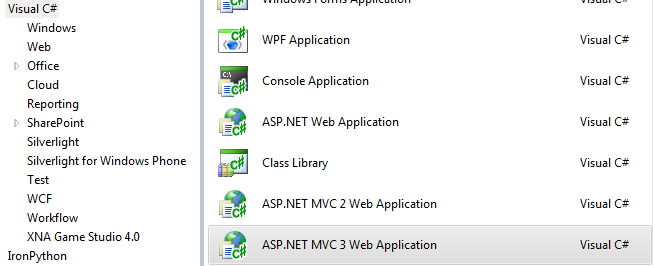 Visual C#
Windows
Web
Office
Cloud
Reporting
SharePoint
Silverlight
Silverlight for Windows Phone
Test
WCF
Workflow
XNA Game Studio 4.0
IronPython
Windows Forms Application Visual C#
WPF Application Visual C#
Console Application Visual C#
ASP.NET Web Application Visual C#
Class Library Visual C#
ASP.NET MVC 2 Web Application Visual C#
ASP.NET MVC 3 Web Application Visual C#